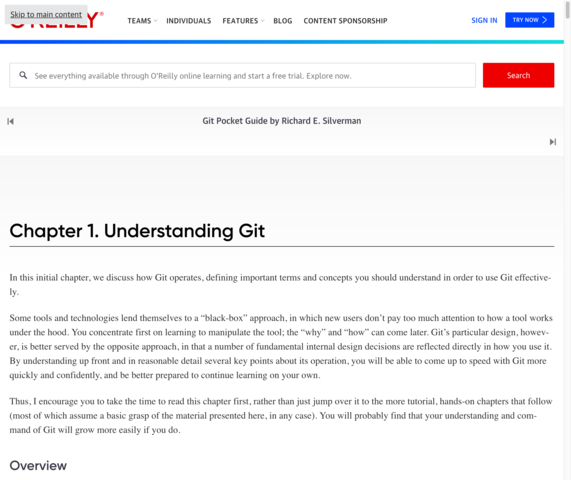 Skip to main content
O'REILLY®
TEAMS
INDIVIDUALS
FEATURES
BLOG
CONTENT SPONSORSHIP
SIGN IN
TRY NOW
See everything available through O'Reilly online learning and start a free trial. Explore now.
Search
Git Pocket Guide by Richard E. Silverman
Chapter 1. Understanding Git
In this initial chapter, we discuss how Git operates, defining important terms and concepts you should understand in order to use Git effective-
ly.
Some tools and technologies lend themselves to a “black-box” approach, in which new users don’t pay too much attention to how a tool works
under the hood. You concentrate first on learning to manipulate the tool; the “why” and “how” can come later. Git’s particular design, howev-
er, is better served by the opposite approach, in that a number of fundamental internal design decisions are reflected directly in how you use it.
By understanding up front and in reasonable detail several key points about its operation, you will be able to come up to speed with Git more
quickly and confidently, and be better prepared to continue learning on your own.
Thus, I encourage you to take the time to read this chapter first, rather than just jump over it to the more tutorial, hands-on chapters that follow
(most of which assume a basic grasp of the material presented here, in any case). You will probably find that your understanding and com-
mand of Git will grow more easily if you do.
Overview